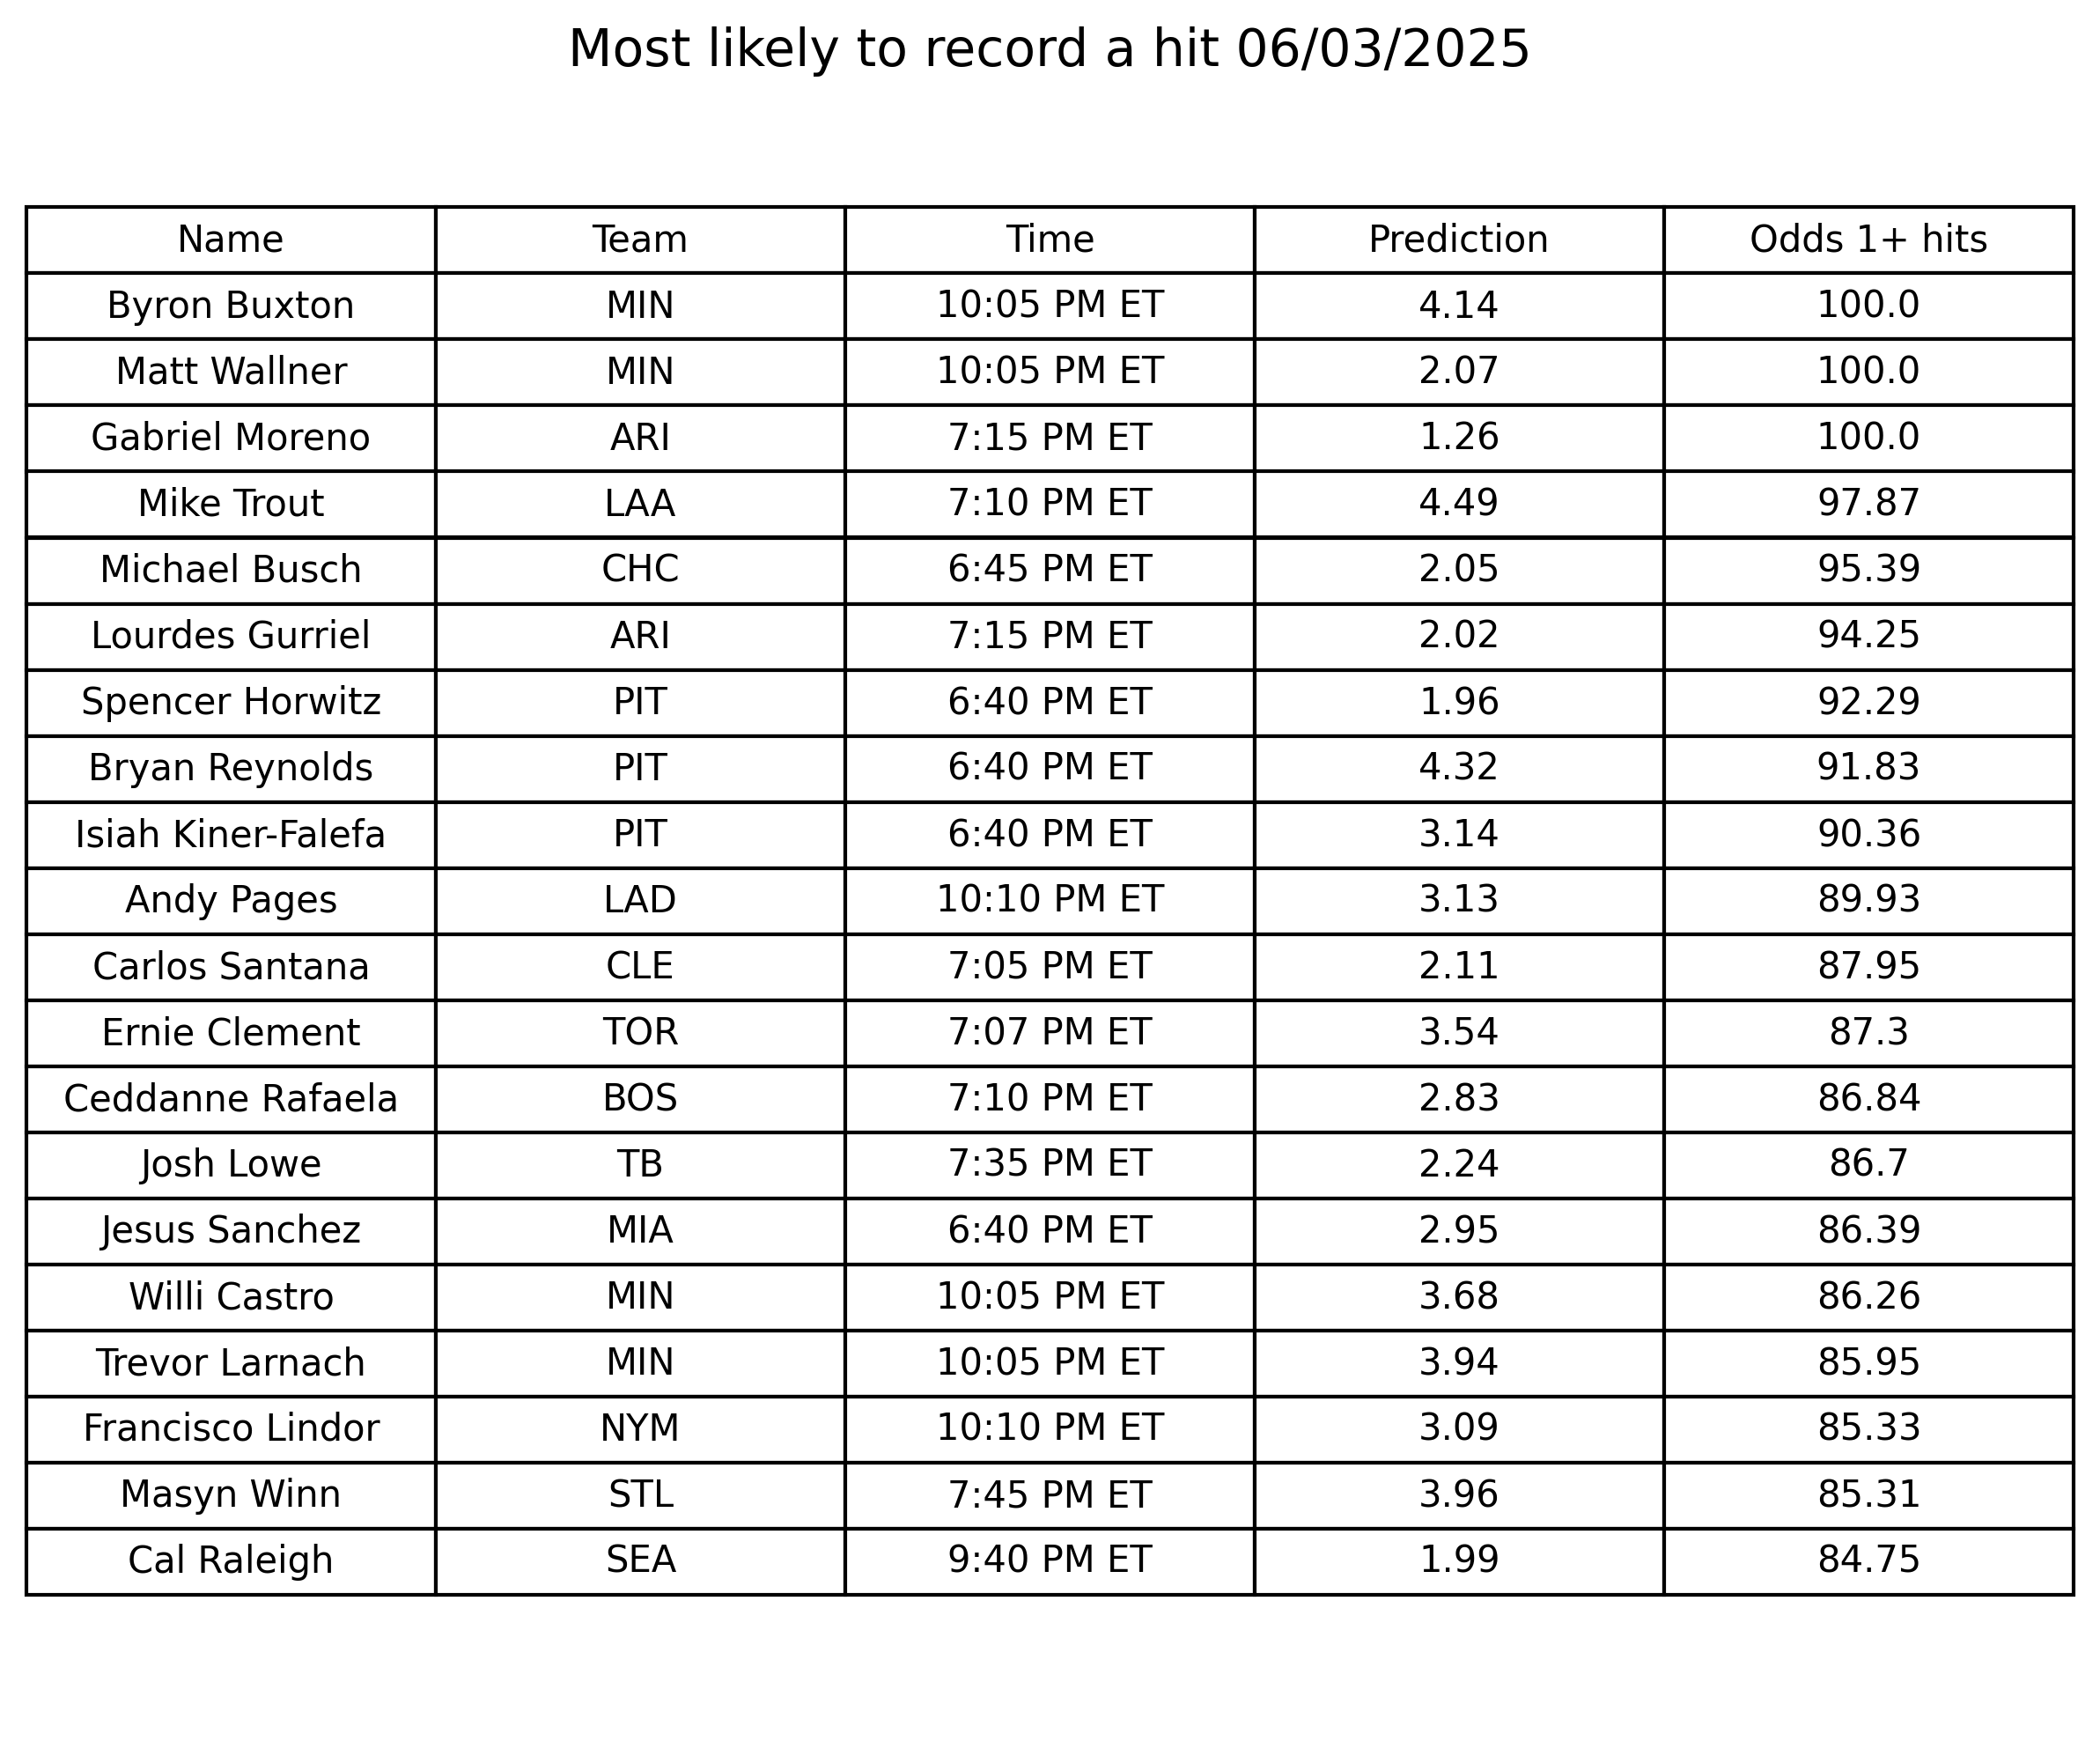 Most likely to record a hit 06/03/2025
Name Team Time Prediction Odds 1+ hits
Byron Buxton MIN 10:05 PM ET 4.14 100.0
Matt Wallner MIN 10:05 PM ET 2.07 100.0
Gabriel Moreno ARI 7:15 PM ET 1.26 100.0
Mike Trout LAA 7:10 PM ET 4.49 97.87
Michael Busch CHC 6:45 PM ET 2.05 95.39
Lourdes Gurriel ARI 7:15 PM ET 2.02 94.25
Spencer Horwitz PIT 6:40 PM ET 1.96 92.29
Bryan Reynolds PIT 6:40 PM ET 4.32 91.83
Isiah Kiner-Falefa PIT 6:40 PM ET 3.14 90.36
Andy Pages LAD 10:10 PM ET 3.13 89.93
Carlos Santana CLE 7:05 PM ET 2.11 87.95
Ernie Clement TOR 7:07 PM ET 3.54 87.3
Ceddanne Rafaela BOS 7:10 PM ET 2.83 86.84
Josh Lowe TB 7:35 PM ET 2.24 86.7
Jesus Sanchez MIA 6:40 PM ET 2.95 86.39
Willi Castro MIN 10:05 PM ET 3.68 86.26
Trevor Larnach MIN 10:05 PM ET 3.94 85.95
Francisco Lindor NYM 10:10 PM ET 3.09 85.33
Masyn Winn STL 7:45 PM ET 3.96 85.31
Cal Raleigh SEA 9:40 PM ET 1.99 84.75